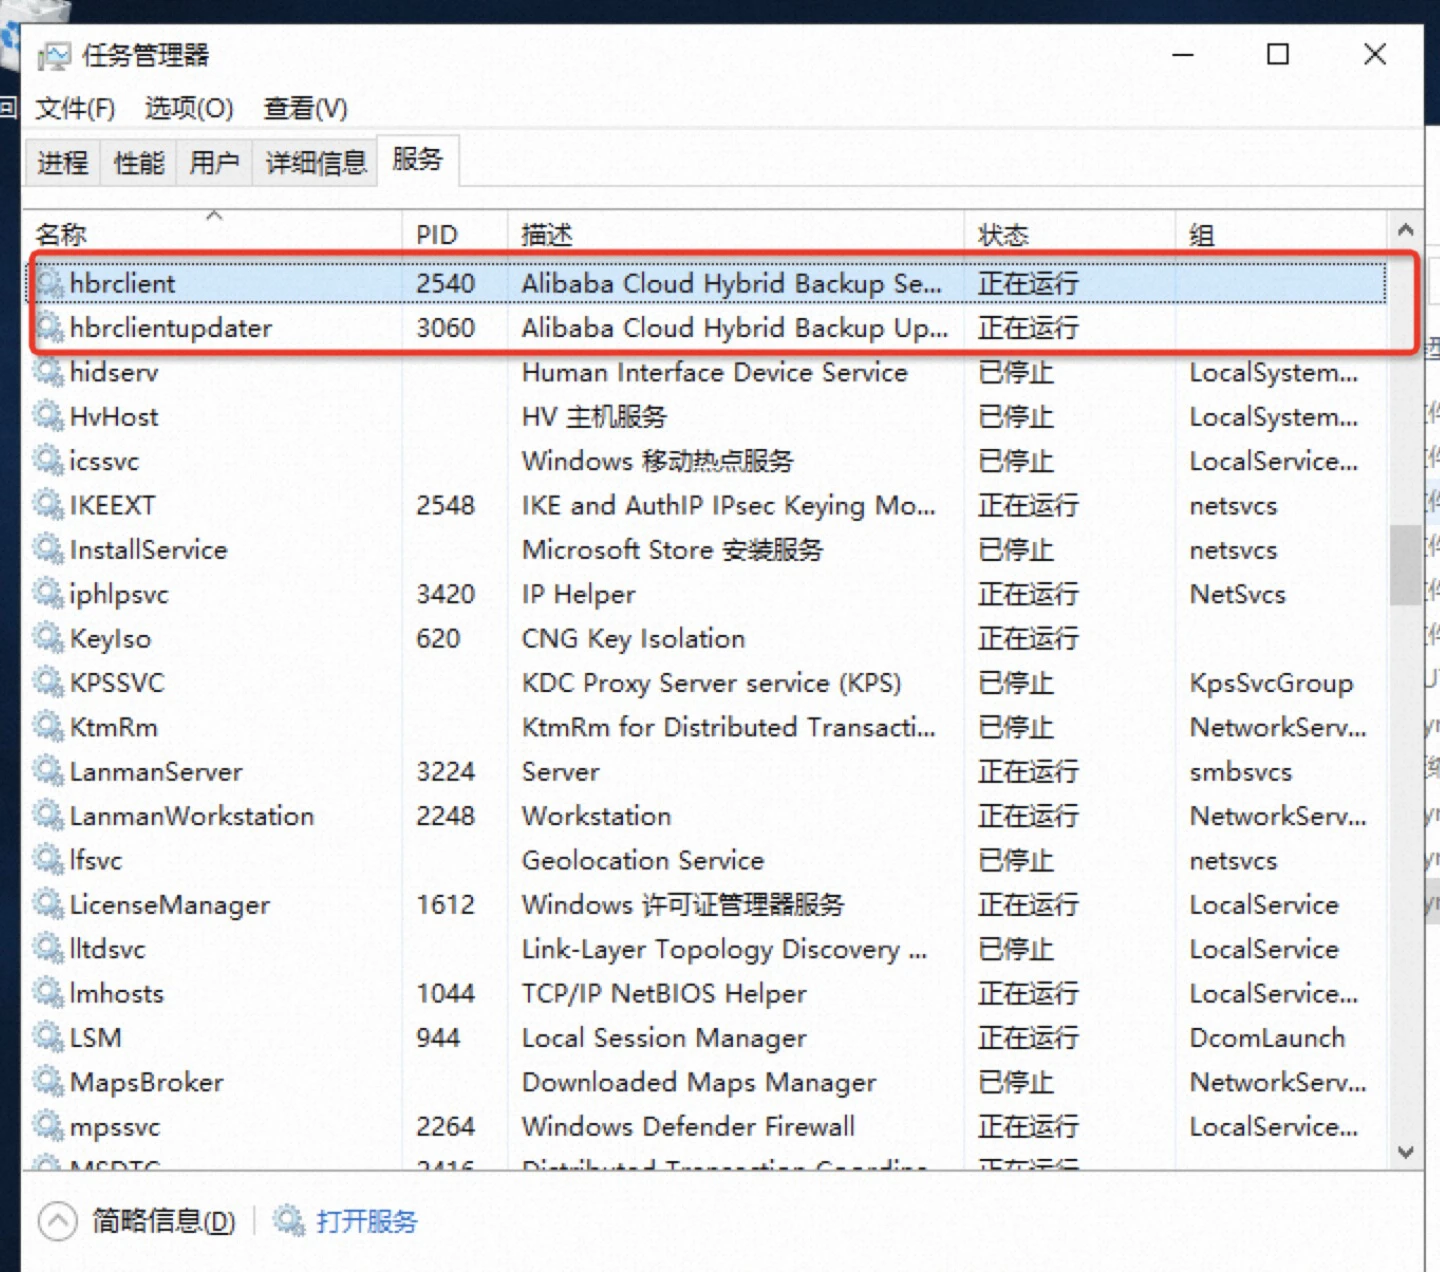 任务管理器
文件(F) 选项(O) 查看(V)
进程 性能 用户 详细信息 服务
名称 PID 描述 状态 组
hbrclient 2540 Alibaba Cloud Hybrid Backup Se... 正在运行
hbrclientupdater 3060 Alibaba Cloud Hybrid Backup Up... 正在运行
hidserv Human Interface Device Service 已停止 LocalSystem...
HvHost HV 主机服务 已停止 LocalSystem...
icssvc Windows 移动热点服务 已停止 LocalService...
IKEEXT 2548 IKE and AuthIP IPsec Keying Mo... 正在运行 netsvcs
InstallService Microsoft Store 安装服务 已停止 netsvcs
iphlpsvc 3420 IP Helper 正在运行 NetSvcs
KeyIso 620 CNG Key Isolation 正在运行
KPSSVC KDC Proxy Server service (KPS) 已停止 KpsSvcGroup
KtmRm KtmRm for Distributed Transacti... 已停止 NetworkServ...
LanmanServer 3224 Server 正在运行 smbsvcs
LanmanWorkstation 2248 Workstation 正在运行 NetworkServ...
lfsvc Geolocation Service 已停止 netsvcs
LicenseManager 1612 Windows 许可证管理器服务 正在运行 LocalService
lltdsvc Link-Layer Topology Discovery ... 已停止 LocalService
lmhosts 1044 TCP/IP NetBIOS Helper 正在运行 LocalService...
LSM 944 Local Session Manager 正在运行 DcomLaunch
MapsBroker Downloaded Maps Manager 已停止 NetworkServ...
mpssvc 2264 Windows Defender Firewall 正在运行 LocalService...
MSDTC 2416 Distributed Transaction Coordina... 正在运行
简略信息(D) 打开服务